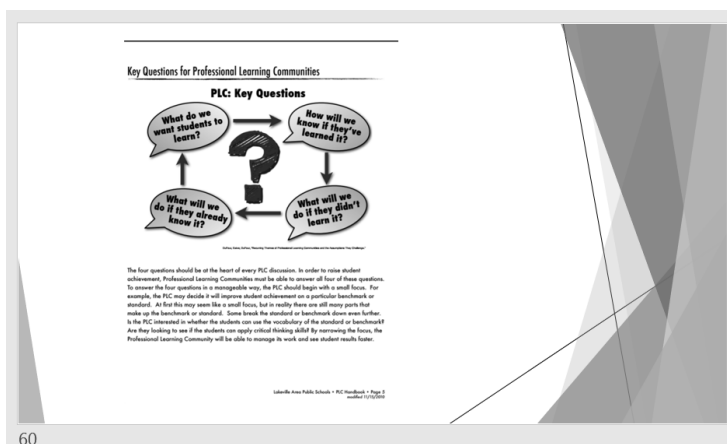 Key Questions for Professional Learning Communities
PLC: Key Questions
What do we
want students to
learn?
How will we
know if they've
learned it?
What will we
do if they already
know it?
What will we
do if they didn't
learn it?
The four questions should be at the heart of every PLC discussion. In order to raise student
achievement, Professional Learning Communities must be able to answer all four of these questions.
To answer the four questions in a manageable way, the PLC should begin with a small focus. For
example, the PLC may decide it will improve student achievement on a particular benchmark or
standard. At first this may seem like a small focus, but in reality there are still many parts that
make up the benchmark or standard. Some break the standard or benchmark down even further.
Is the PLC interested in whether the students can use the vocabulary of the standard or benchmark?
Are they looking to see if the students can apply critical thinking skills? By narrowing the focus, the
Professional Learning Community will be able to manage its work and see student results faster.
Lakeville Area Public Schools • PLC Handbook • Page 5
modified 11/15/2010
60